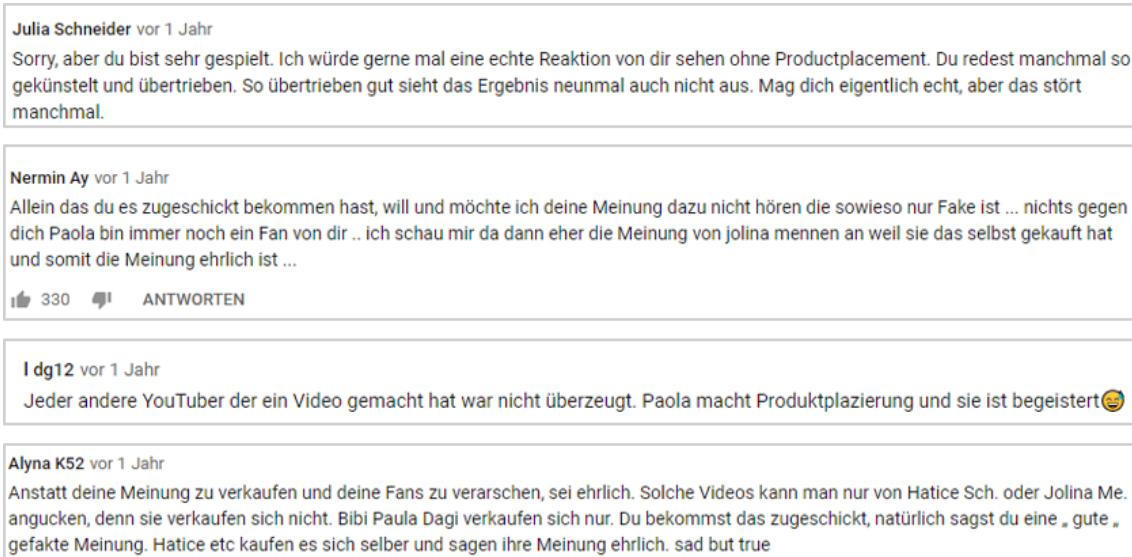 Julia Schneider vor 1 Jahr
Sorry, aber du bist sehr gespielt. Ich würde gerne mal eine echte Reaktion von dir sehen ohne Productplacement. Du redest manchmal so
gekünstelt und übertrieben. So übertrieben gut sieht das Ergebnis neunmal auch nicht aus. Mag dich eigentlich echt, aber das stört
manchmal.
Nermin Ay vor 1 Jahr
Allein das du es zugeschickt bekommen hast, will und möchte ich deine Meinung dazu nicht hören die sowieso nur Fake ist ... nichts gegen
dich Paola bin immer noch ein Fan von dir .. ich schau mir da dann eher die Meinung von jolina mennen an weil sie das selbst gekauft hat
und somit die Meinung ehrlich ist ...
330 ANTWORTEN
l dg12 vor 1 Jahr
Jeder andere YouTuber der ein Video gemacht hat war nicht überzeugt. Paola macht Produktplazierung und sie ist begeistert😅
Alyna K52 vor 1 Jahr
Anstatt deine Meinung zu verkaufen und deine Fans zu verarschen, sei ehrlich. Solche Videos kann man nur von Hatice Sch. oder Jolina Me.
angucken, denn sie verkaufen sich nicht. Bibi Paula Dagi verkaufen sich nur. Du bekommst das zugeschickt, natürlich sagst du eine „ gute „
gefakte Meinung. Hatice etc kaufen es sich selber und sagen ihre Meinung ehrlich. sad but true